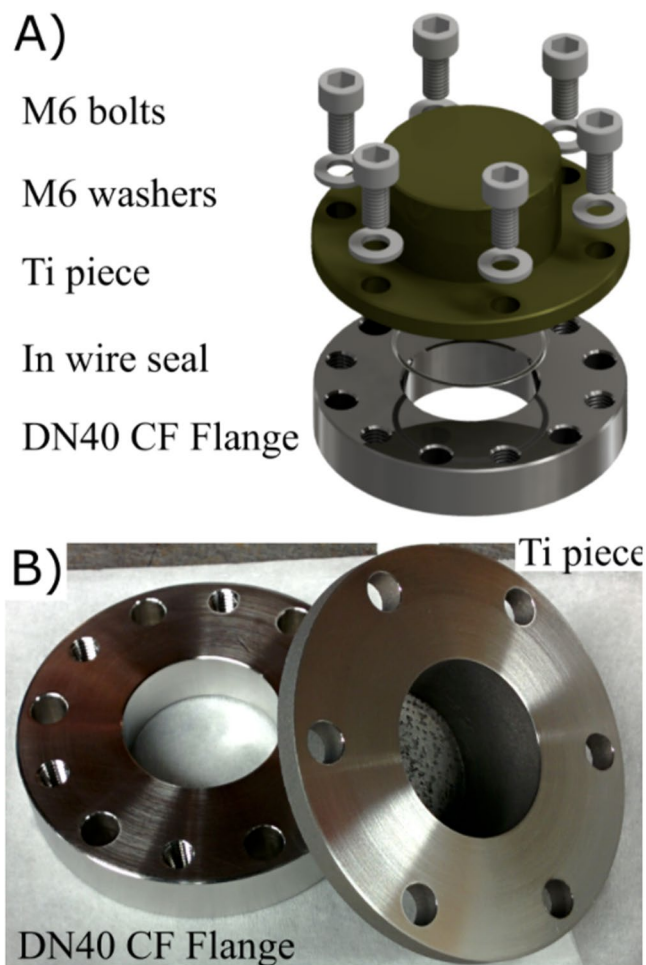 A)
M6 bolts
M6 washers
Ti piece
In wire seal
DN40 CF Flange
B)
Ti piece
DN40 CF Flange